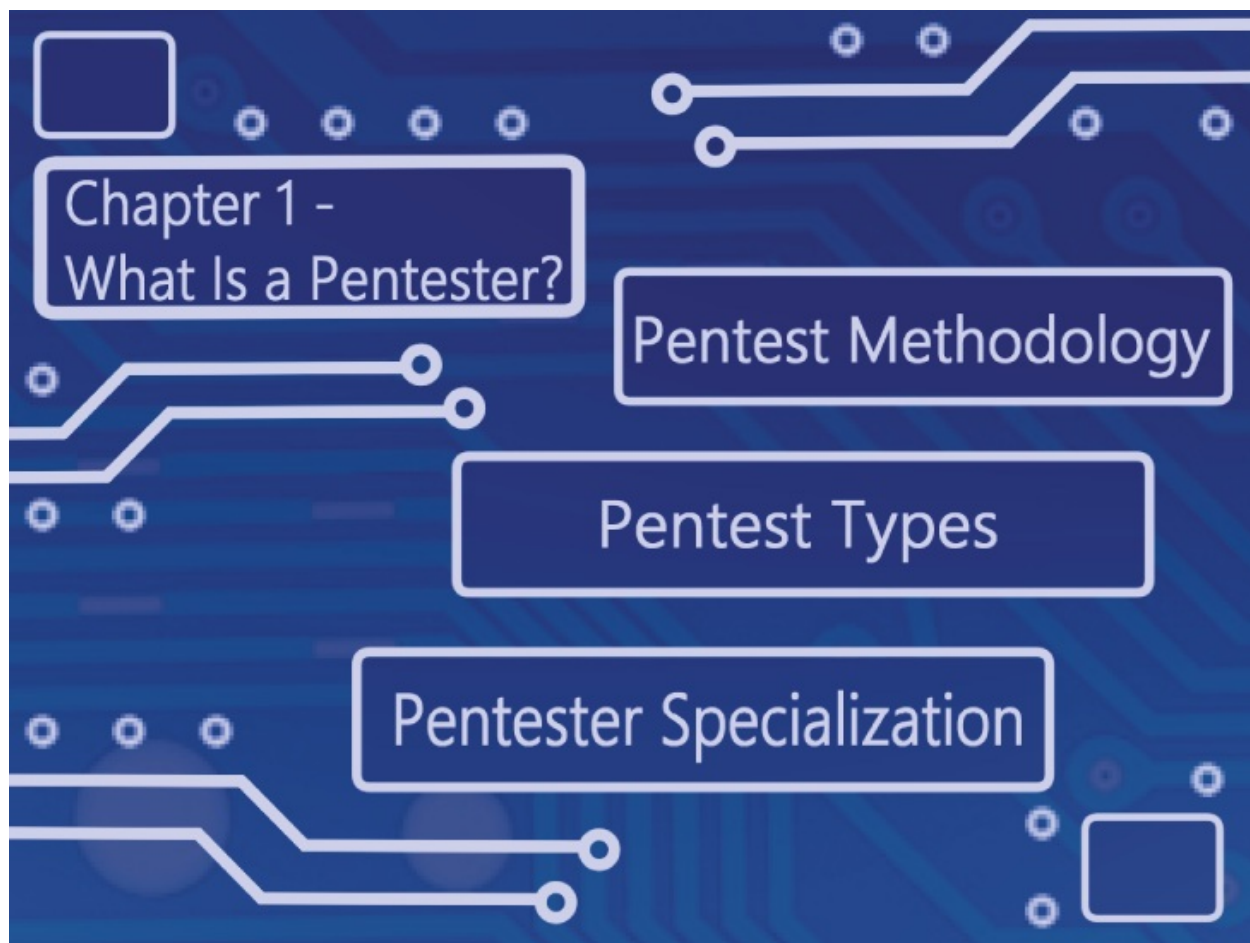 Chapter 1 -
What Is a Pentester?
Pentest Methodology
Pentest Types
Pentester Specialization